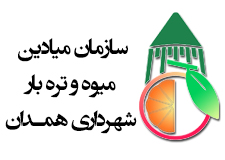 سازمان میادین
میوه و تره بار
شهرداری همدان